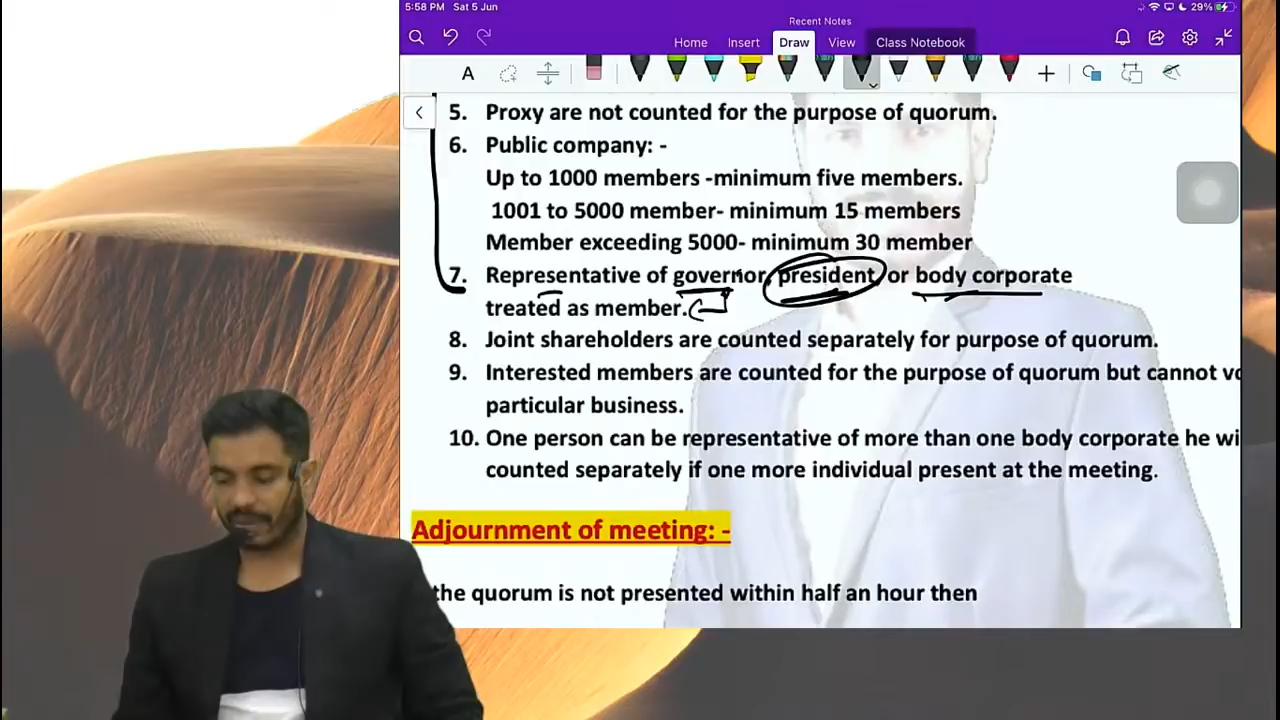 5:58 PM Sat 5 Jun
29%
Recent Notes
Home Insert Draw View Class Notebook
A
5. Proxy are not counted for the purpose of quorum.
6. Public company: -
Up to 1000 members -minimum five members.
1001 to 5000 member- minimum 15 members
Member exceeding 5000- minimum 30 member
7. Representative of governor, president, or body corporate
treated as member.
8. Joint shareholders are counted separately for purpose of quorum.
9. Interested members are counted for the purpose of quorum but cannot
particular business.
10. One person can be representative of more than one body corporate he
counted separately if one more individual present at the meeting.
Adjournment of meeting: -
the quorum is not presented within half an hour then